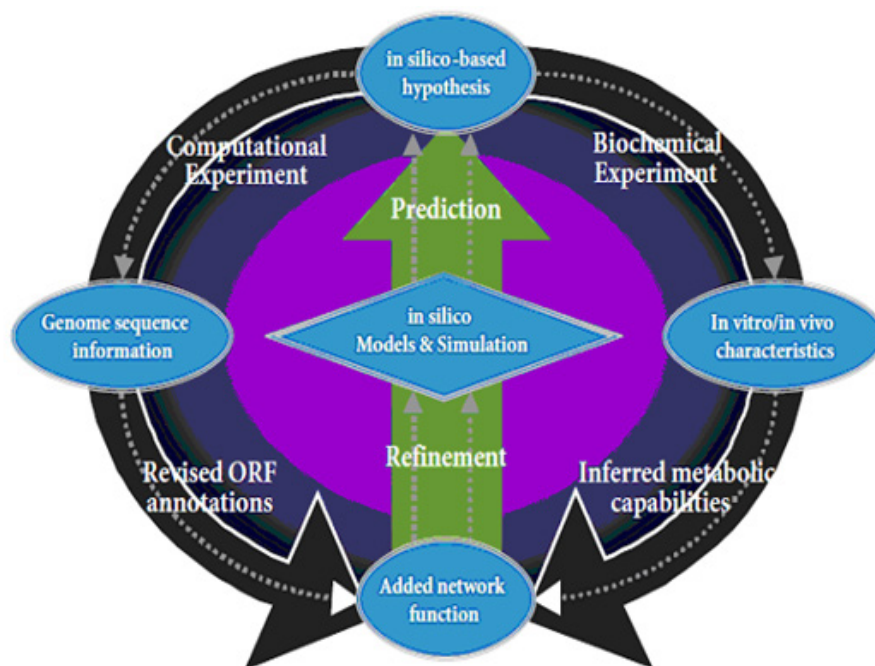 in silico-based
hypothesis
Computational
Experiment
Biochemical
Experiment
Prediction
Genome sequence
information
in silico
Models & Simulation
In vitro/in vivo
characteristics
Refinement
Revised ORF
annotations
Inferred metabolic
capabilities
Added network
function